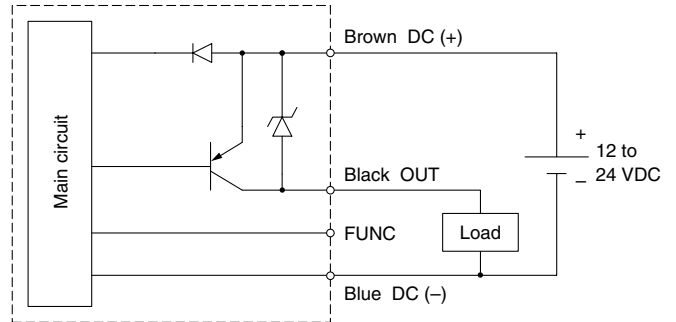 Main circuit
Brown DC (+)
+
12 to
– 24 VDC
Black OUT
FUNC
Load
Blue DC (–)